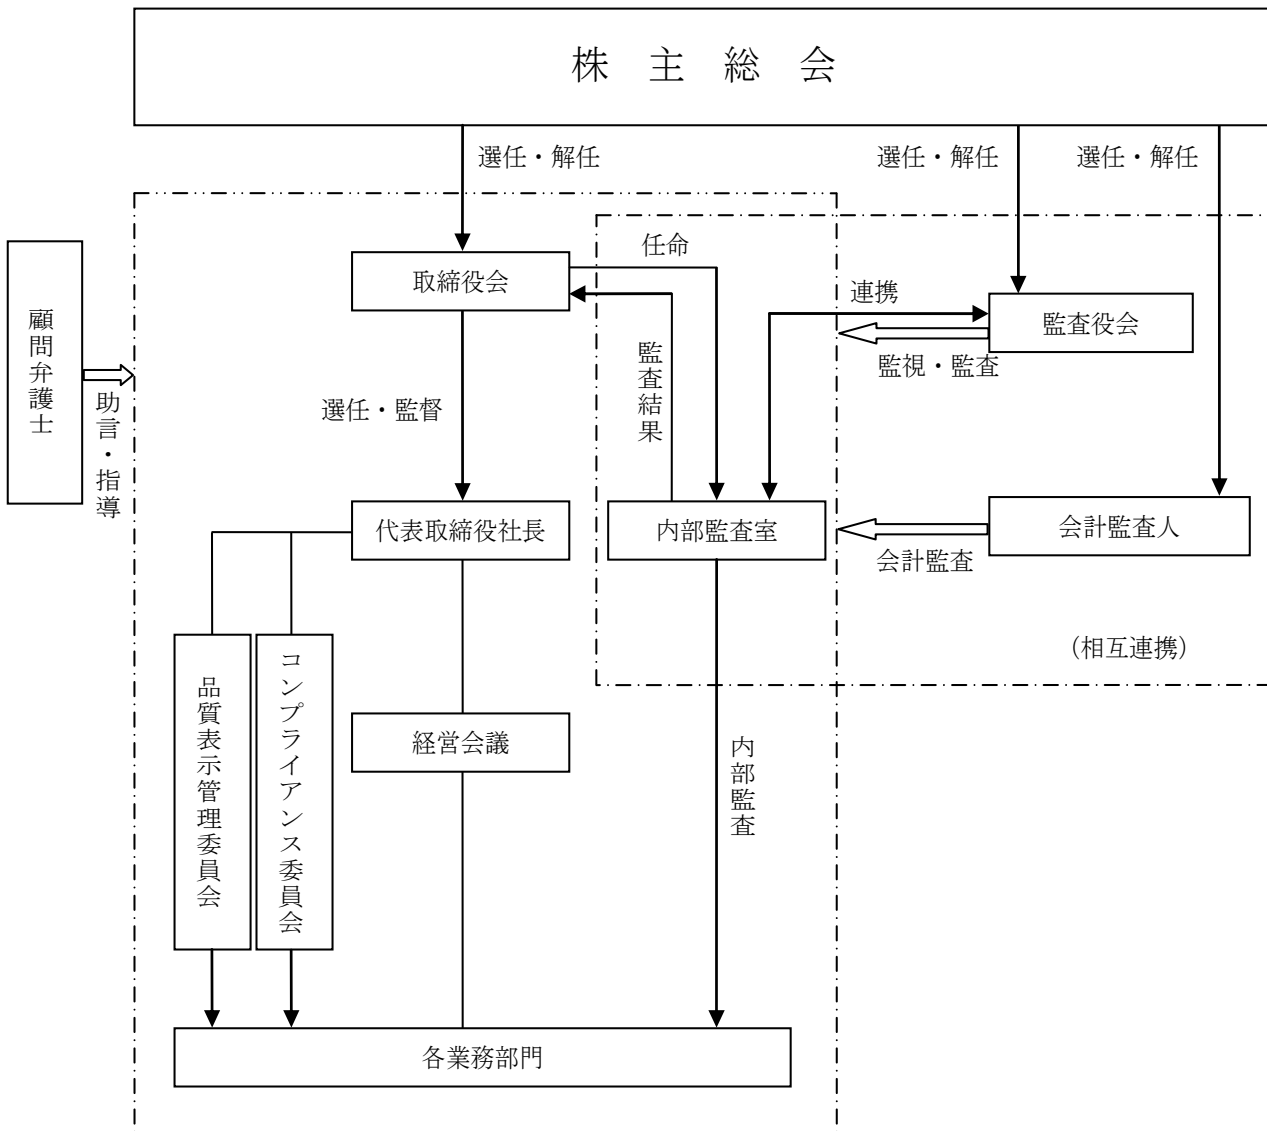 株主総会
選任・解任
選任・解任
選任・解任
取締役会
任命
監査結果
連携
監査役会
監視・監査
顧問弁護士
助言・指導
選任・監督
代表取締役社長
内部監査室
会計監査人
会計監査
(相互連携)
品質表示管理委員会
コンプライアンス委員会
経営会議
内部監査
各業務部門